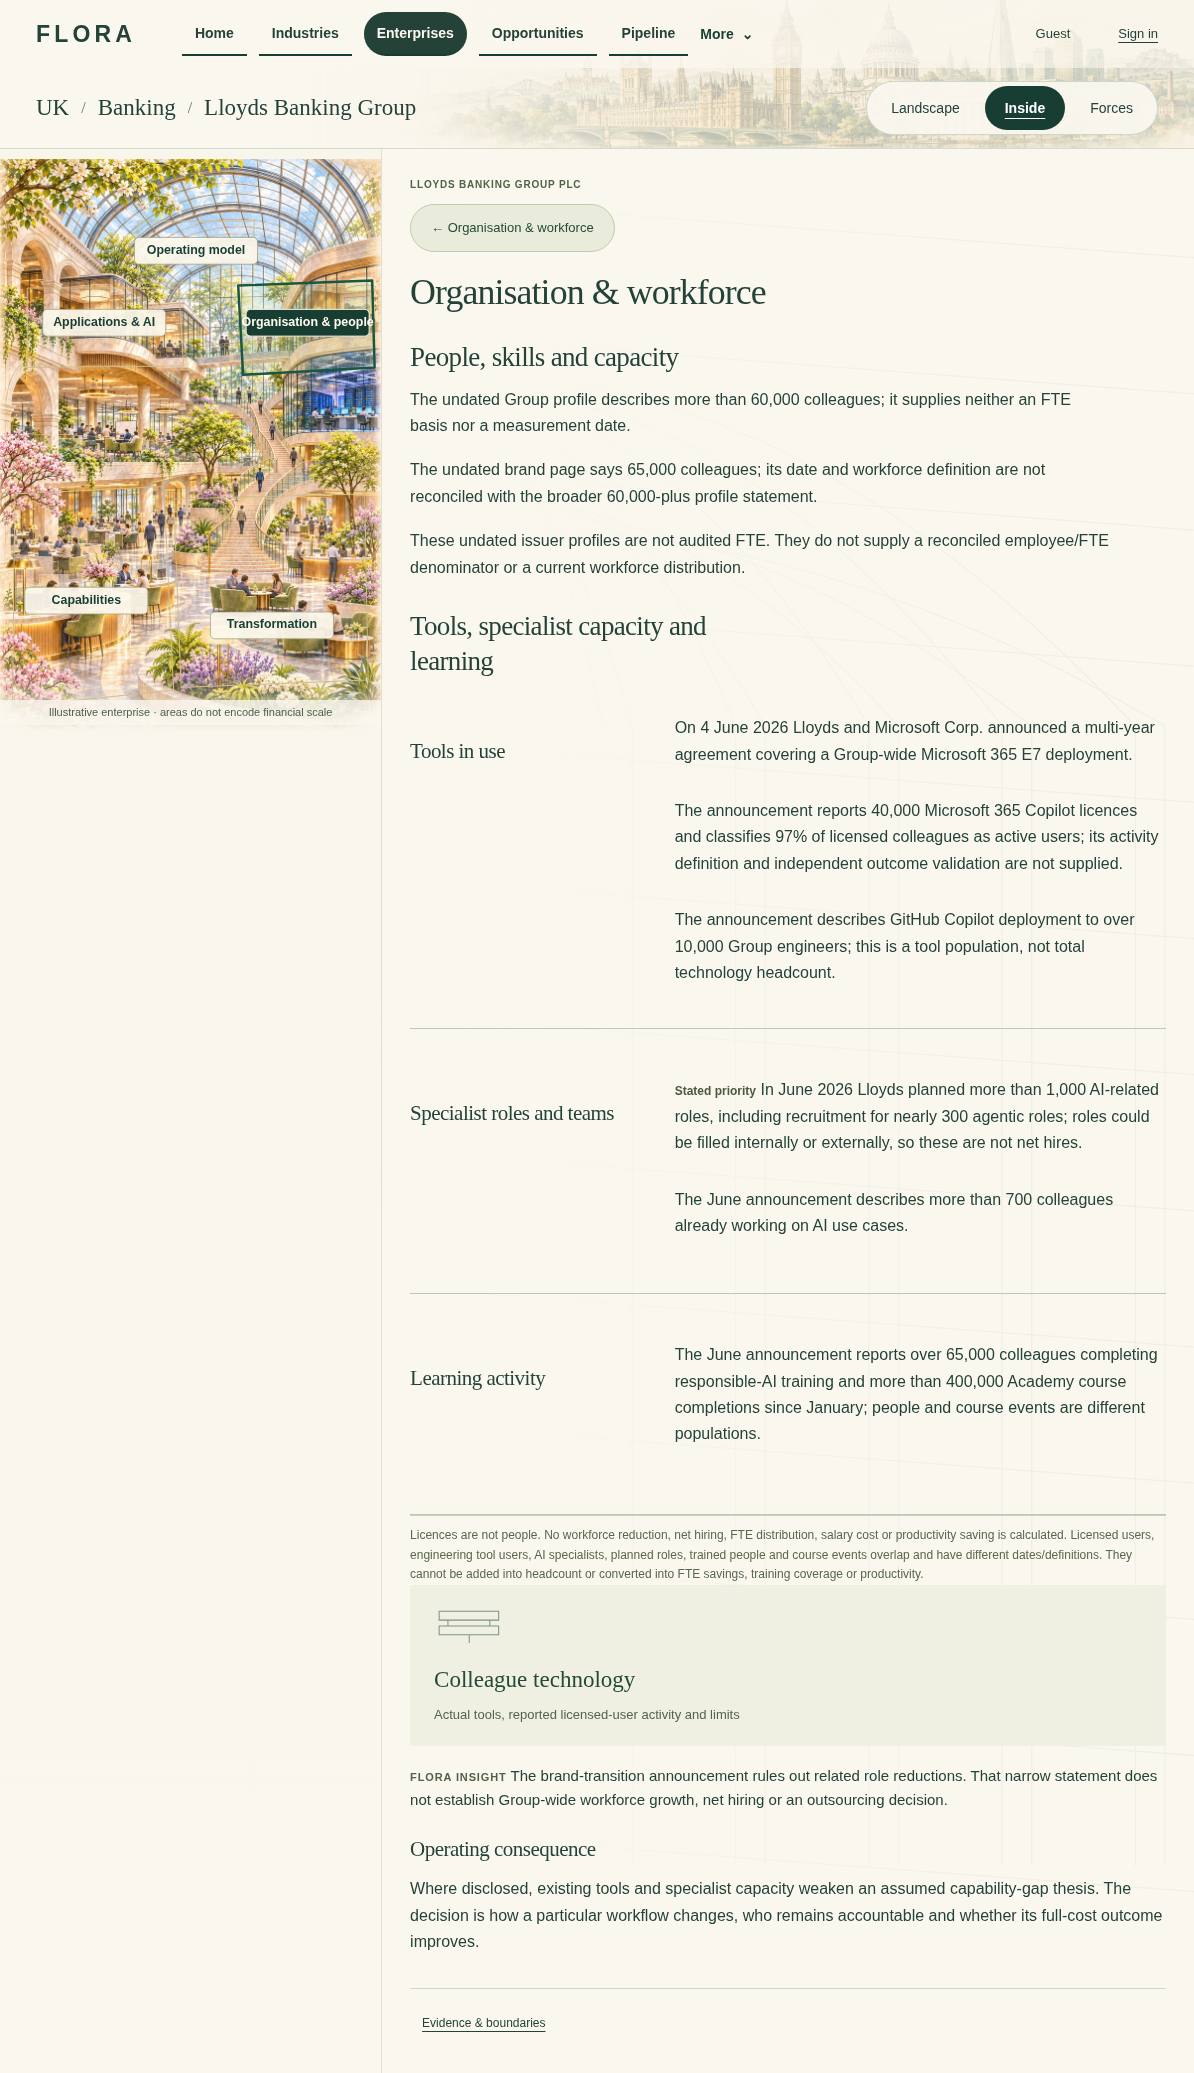 FLORA
Home
Industries
Enterprises
Opportunities
Pipeline
More
Guest
Sign in
UK / Banking / Lloyds Banking Group
Landscape
Inside
Forces
Operating model
Applications & AI
Organisation & people
Capabilities
Transformation
Illustrative enterprise · areas do not encode financial scale
LLOYDS BANKING GROUP PLC
← Organisation & workforce
Organisation & workforce
People, skills and capacity
The undated Group profile describes more than 60,000 colleagues; it supplies neither an FTE
basis nor a measurement date.
The undated brand page says 65,000 colleagues; its date and workforce definition are not
reconciled with the broader 60,000-plus profile statement.
These undated issuer profiles are not audited FTE. They do not supply a reconciled employee/FTE
denominator or a current workforce distribution.
Tools, specialist capacity and
learning
Tools in use
On 4 June 2026 Lloyds and Microsoft Corp. announced a multi-year
agreement covering a Group-wide Microsoft 365 E7 deployment.
The announcement reports 40,000 Microsoft 365 Copilot licences
and classifies 97% of licensed colleagues as active users; its activity
definition and independent outcome validation are not supplied.
The announcement describes GitHub Copilot deployment to over
10,000 Group engineers; this is a tool population, not total
technology headcount.
Specialist roles and teams
Stated priority In June 2026 Lloyds planned more than 1,000 AI-related
roles, including recruitment for nearly 300 agentic roles; roles could
be filled internally or externally, so these are not net hires.
The June announcement describes more than 700 colleagues
already working on AI use cases.
Learning activity
The June announcement reports over 65,000 colleagues completing
responsible-AI training and more than 400,000 Academy course
completions since January; people and course events are different
populations.
Licences are not people. No workforce reduction, net hiring, FTE distribution, salary cost or productivity saving is calculated. Licensed users,
engineering tool users, AI specialists, planned roles, trained people and course events overlap and have different dates/definitions. They
cannot be added into headcount or converted into FTE savings, training coverage or productivity.
Colleague technology
Actual tools, reported licensed-user activity and limits
FLORA INSIGHT The brand-transition announcement rules out related role reductions. That narrow statement does
not establish Group-wide workforce growth, net hiring or an outsourcing decision.
Operating consequence
Where disclosed, existing tools and specialist capacity weaken an assumed capability-gap thesis. The
decision is how a particular workflow changes, who remains accountable and whether its full-cost outcome
improves.
Evidence & boundaries